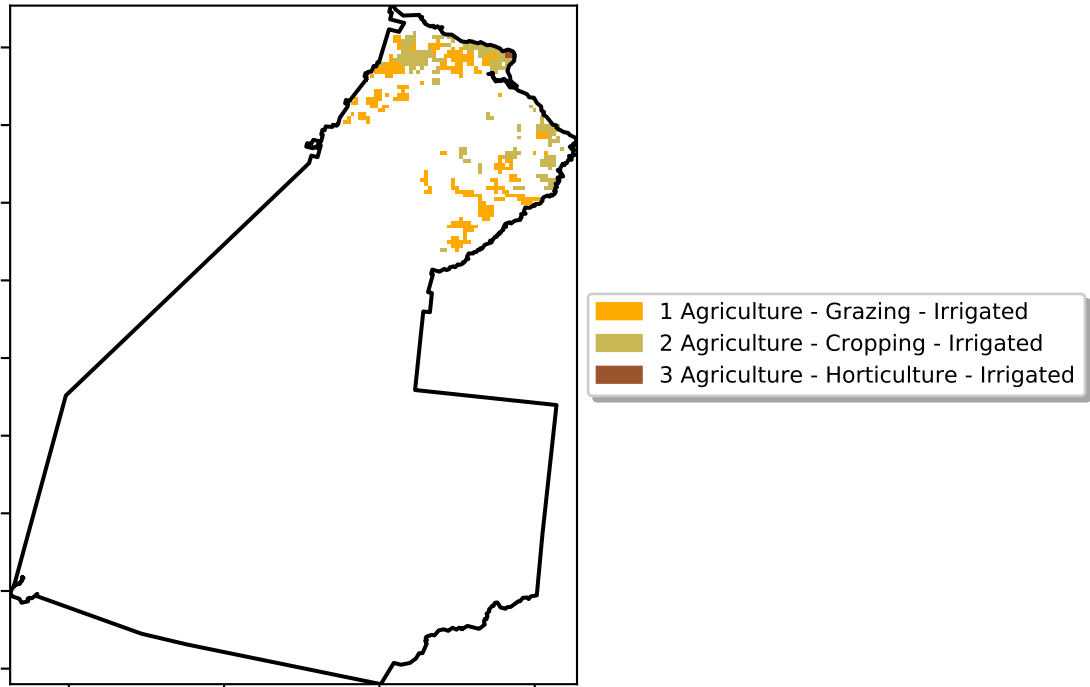 1 Agriculture - Grazing - Irrigated
2 Agriculture - Cropping - Irrigated
3 Agriculture - Horticulture - Irrigated